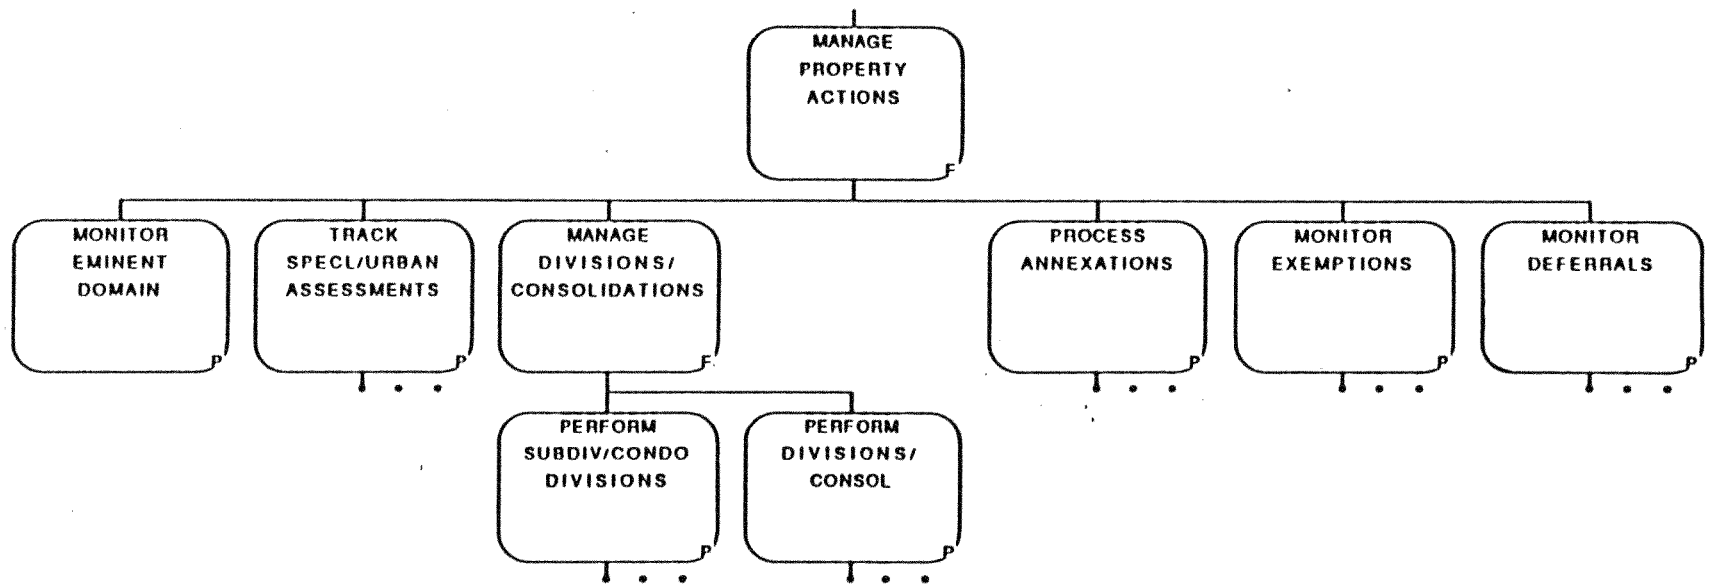 MANAGE
PROPERTY
ACTIONS
F
MONITOR
EMINENT
DOMAIN
P
TRACK
SPECL/URBAN
ASSESSMENTS
P
MANAGE
DIVISIONS/
CONSOLIDATIONS
F
PROCESS
ANNEXATIONS
P
MONITOR
EXEMPTIONS
P
MONITOR
DEFERRALS
P
PERFORM
SUBDIV/CONDO
DIVISIONS
P
PERFORM
DIVISIONS/
CONSOL
P